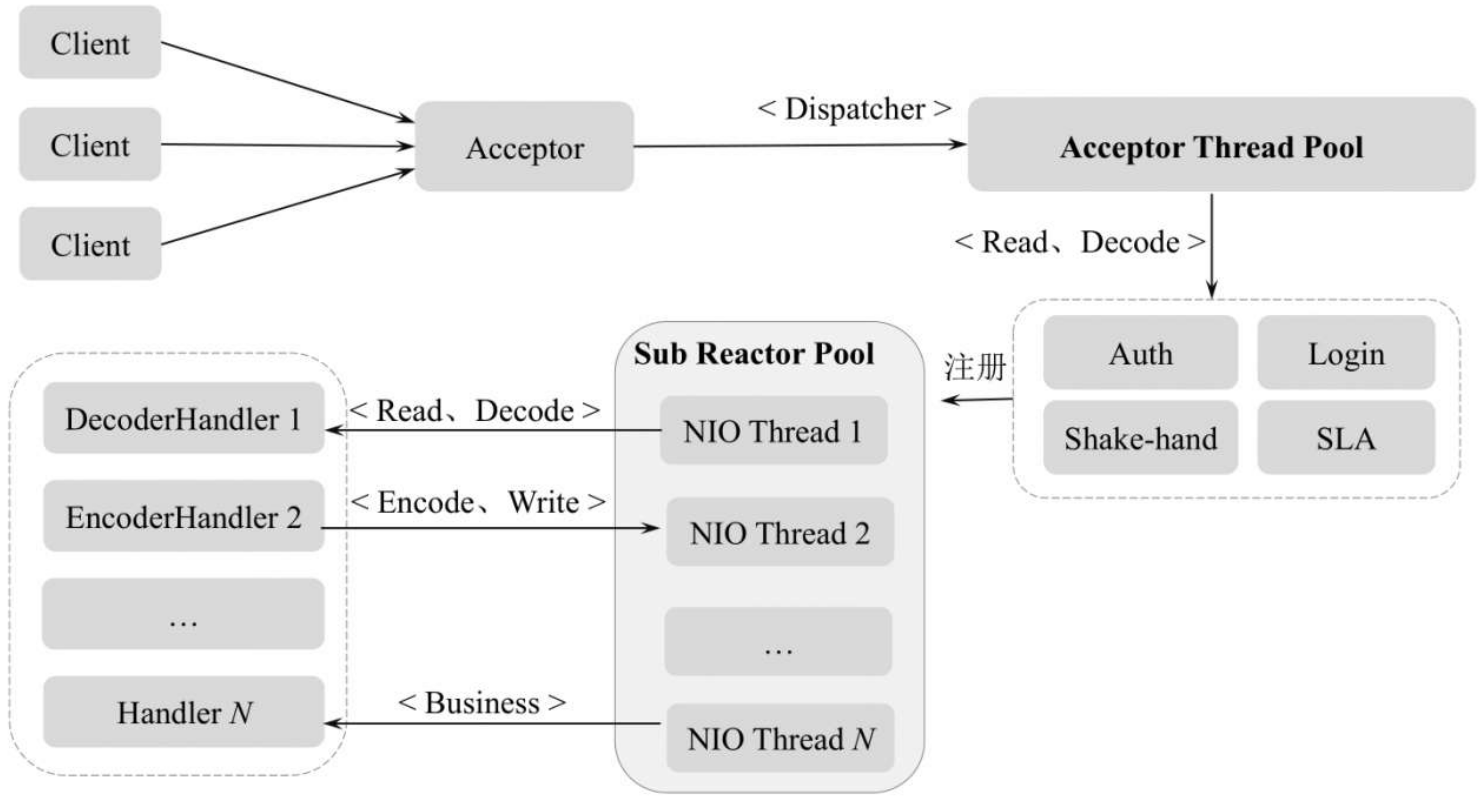 Client
Client
Client
Acceptor
< Dispatcher >
Acceptor Thread Pool
< Read、Decode >
Auth
Login
Shake-hand
SLA
注册
Sub Reactor Pool
NIO Thread 1
NIO Thread 2
…
NIO Thread N
< Read、Decode >
< Encode、Write >
< Business >
DecoderHandler 1
EncoderHandler 2
…
Handler N